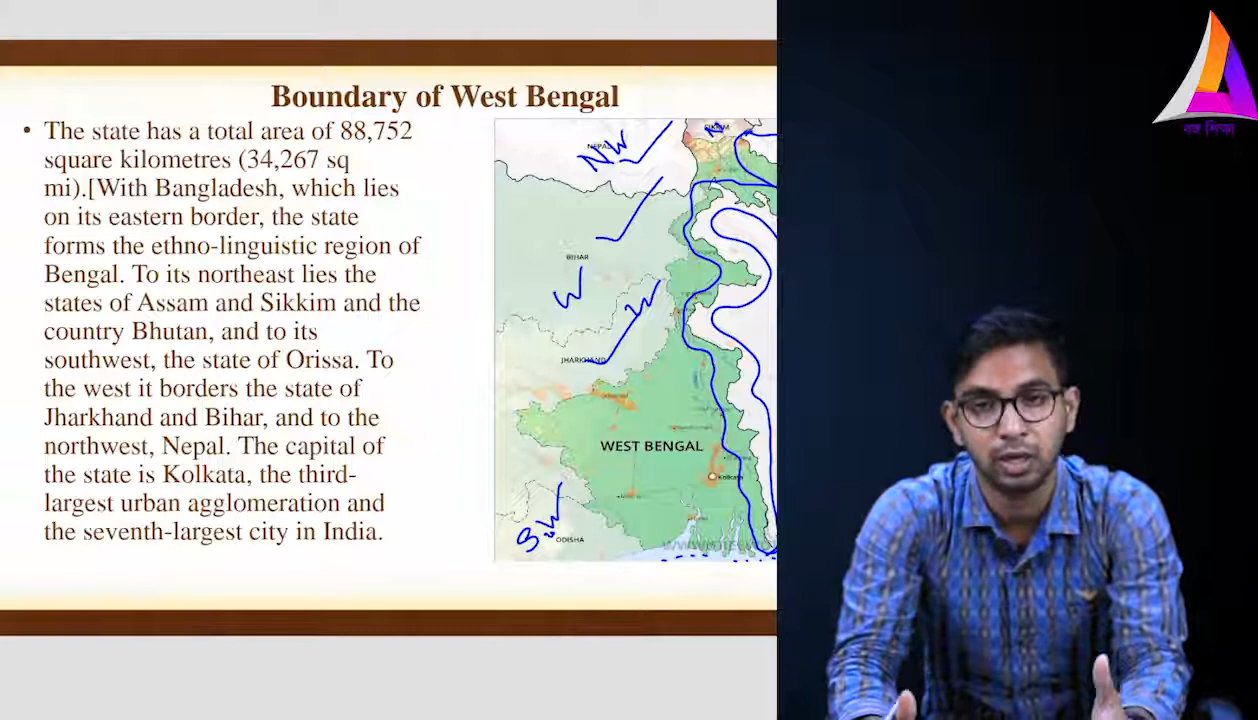 Boundary of West Bengal
• The state has a total area of 88,752
square kilometres (34,267 sq
mi).[With Bangladesh, which lies
on its eastern border, the state
forms the ethno-linguistic region of
Bengal. To its northeast lies the
states of Assam and Sikkim and the
country Bhutan, and to its
southwest, the state of Orissa. To
the west it borders the state of
Jharkhand and Bihar, and to the
northwest, Nepal. The capital of
the state is Kolkata, the third-
largest urban agglomeration and
the seventh-largest city in India.
SIKKIM
N
NEPAL
NW
BIHAR
W
W
JHARKHAND
WEST BENGAL
Kolkata
SW
ODISHA
বঙ্গ শিক্ষা